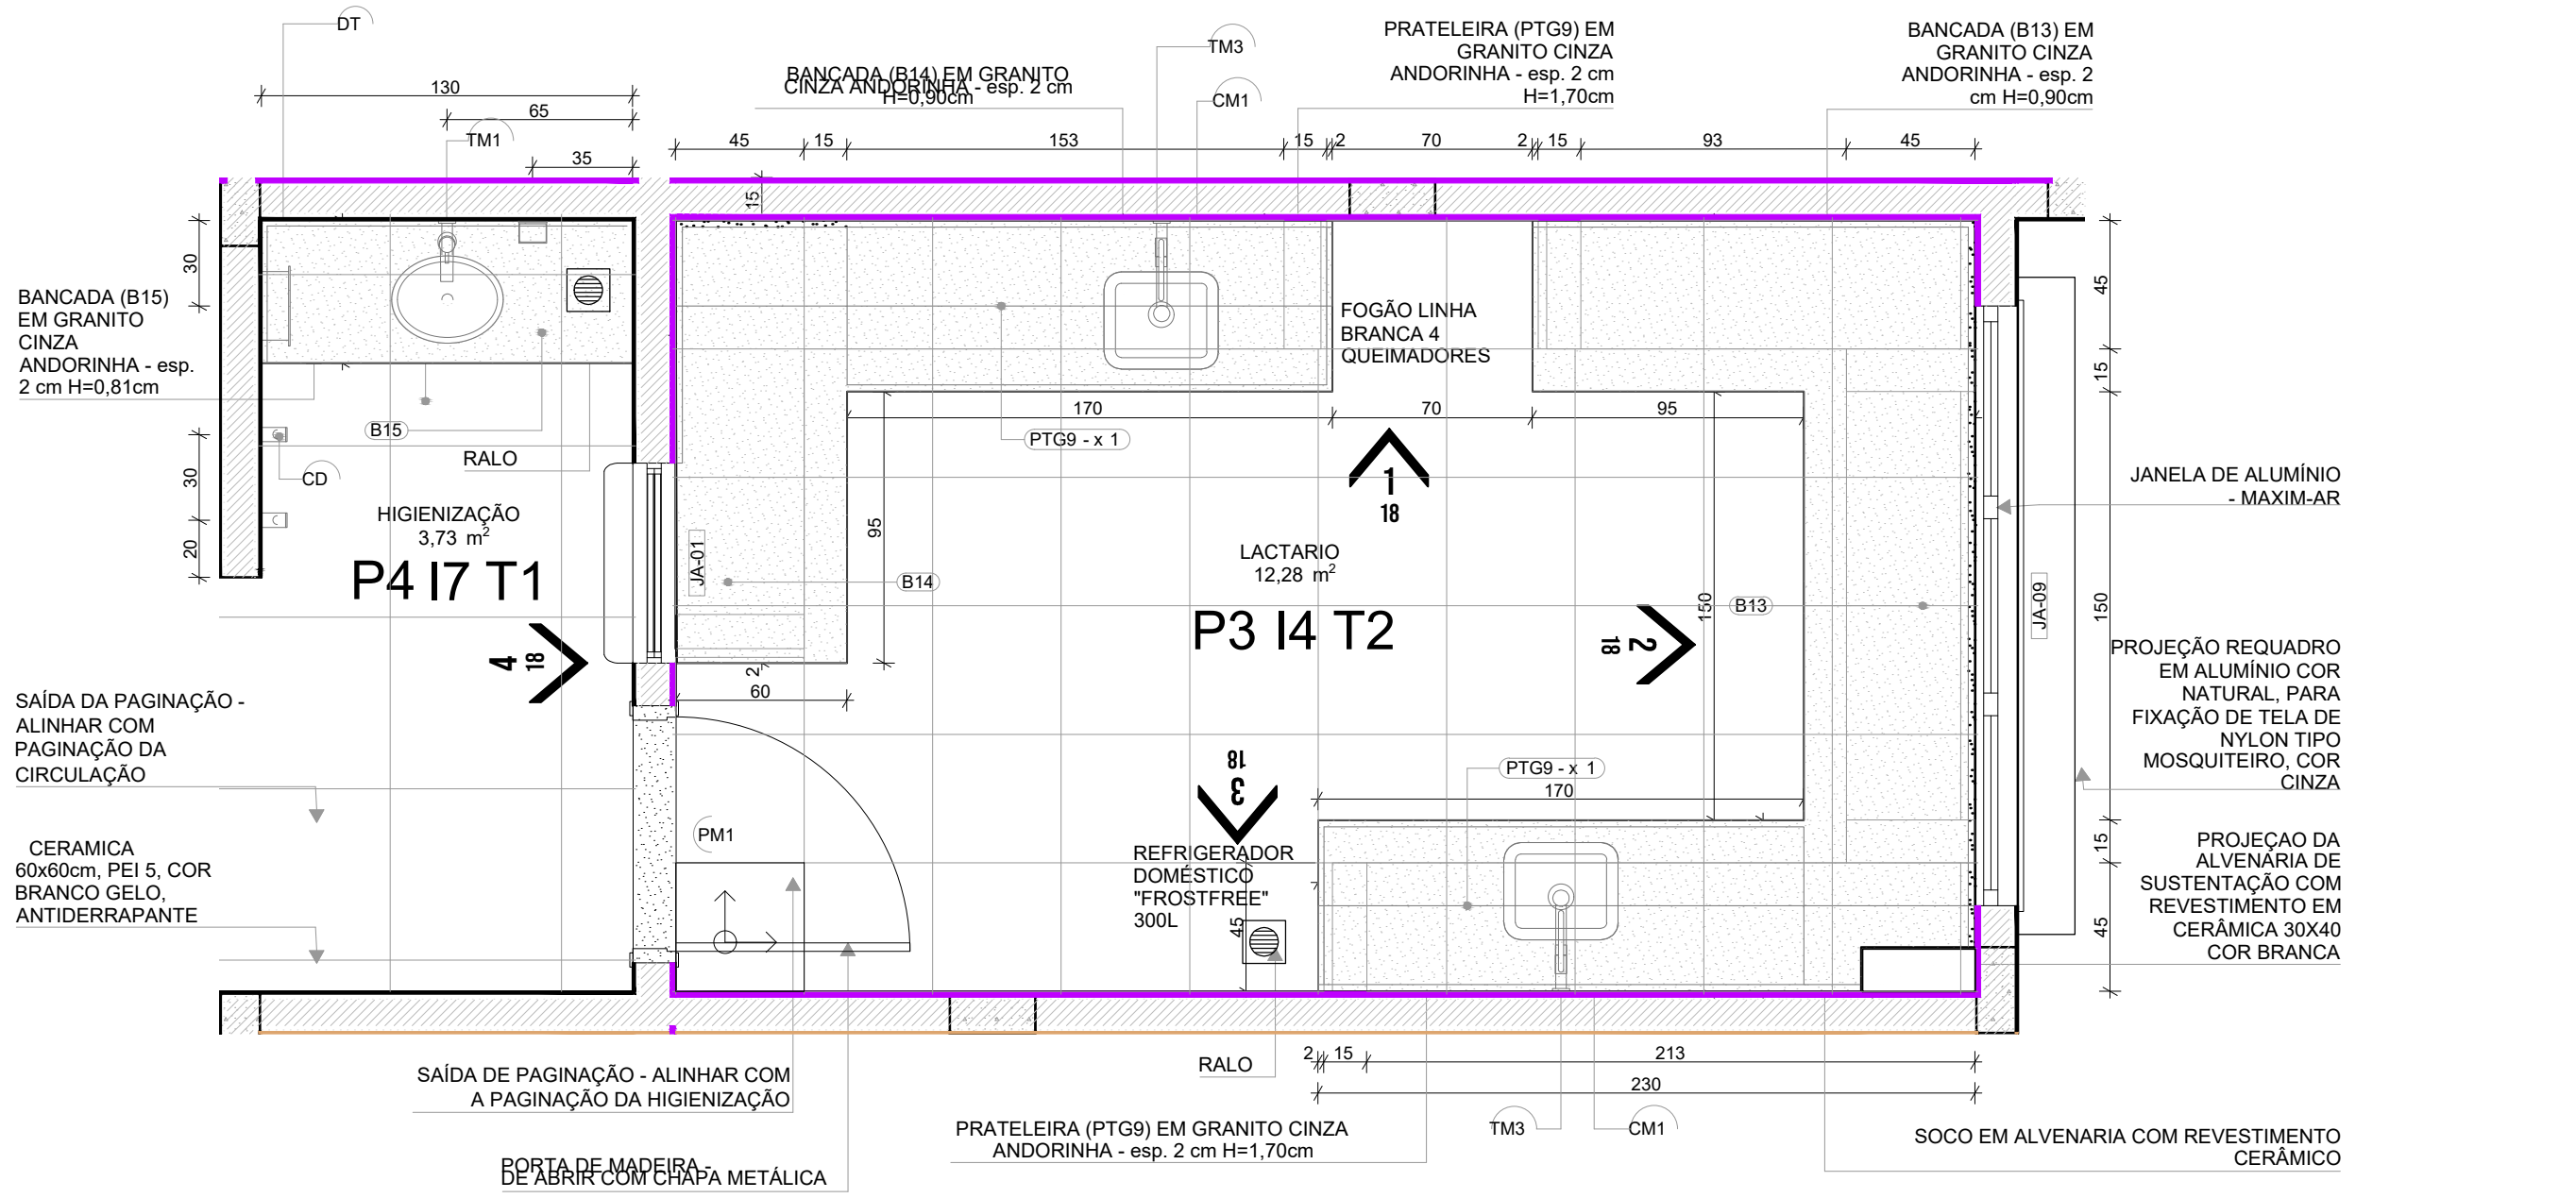 DT
130
65
TM1
35
BANCADA (B14) EM GRANITO
CINZA ANDORINHA - esp. 2 cm
H=0,90cm
TM3
CM1
PRATELEIRA (PTG9) EM
GRANITO CINZA
ANDORINHA - esp. 2 cm
H=1,70cm
BANCADA (B13) EM
GRANITO CINZA
ANDORINHA - esp. 2
cm H=0,90cm
45 15 153 15 2 70 2 15 93 45
15
30
BANCADA (B15)
EM GRANITO
CINZA
ANDORINHA - esp.
2 cm H=0,81cm
B15
RALO
CD
30
20
HIGIENIZAÇÃO
3,73 m²
P4 I7 T1
4
18
JA-01
B14
95
2
60
170 70 95
PTG9 - x 1
FOGÃO LINHA
BRANCA 4
QUEIMADORES
1
18
LACTARIO
12,28 m²
P3 I4 T2
2
18
150
B13
3
18
PTG9 - x 1
170
45
15
150
15
45
JA-09
JANELA DE ALUMÍNIO
- MAXIM-AR
PROJEÇÃO REQUADRO
EM ALUMÍNIO COR
NATURAL, PARA
FIXAÇÃO DE TELA DE
NYLON TIPO
MOSQUITEIRO, COR
CINZA
PROJEÇAO DA
ALVENARIA DE
SUSTENTAÇÃO COM
REVESTIMENTO EM
CERÂMICA 30X40
COR BRANCA
SAÍDA DA PAGINAÇÃO -
ALINHAR COM
PAGINAÇÃO DA
CIRCULAÇÃO
CERAMICA
60x60cm, PEI 5, COR
BRANCO GELO,
ANTIDERRAPANTE
PM1
REFRIGERADOR
DOMÉSTICO
"FROSTFREE"
300L
45
SAÍDA DE PAGINAÇÃO - ALINHAR COM
A PAGINAÇÃO DA HIGIENIZAÇÃO
PORTA DE MADEIRA -
DE ABRIR COM CHAPA METÁLICA
RALO
2 15 213
230
PRATELEIRA (PTG9) EM GRANITO CINZA
ANDORINHA - esp. 2 cm H=1,70cm
TM3
CM1
SOCO EM ALVENARIA COM REVESTIMENTO
CERÂMICO